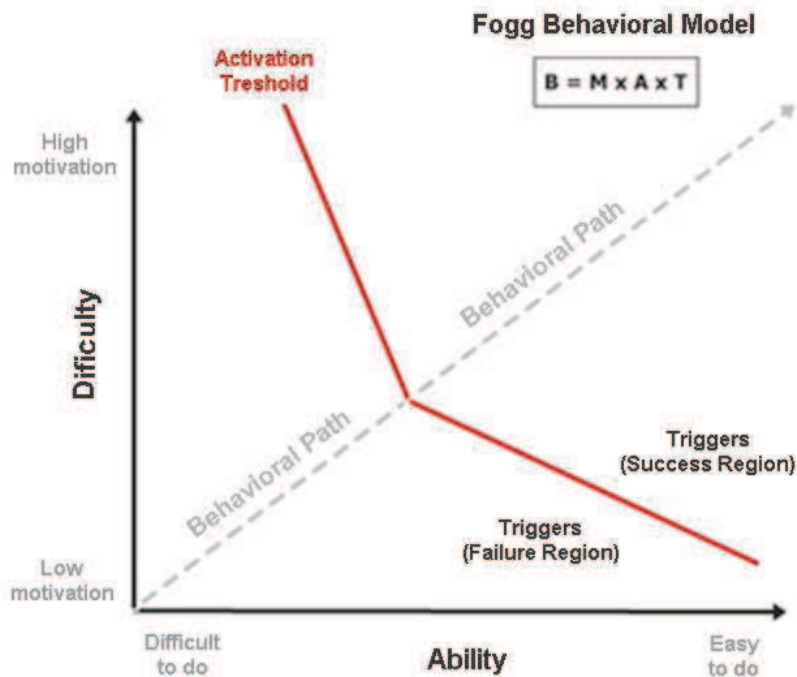 Fogg Behavioral Model
B = M x A x T
Activation
Treshold
High
motivation
Dificulty
Behavioral Path
Behavioral Path
Triggers
(Success Region)
Triggers
(Failure Region)
Low
motivation
Difficult
to do
Ability
Easy
to do